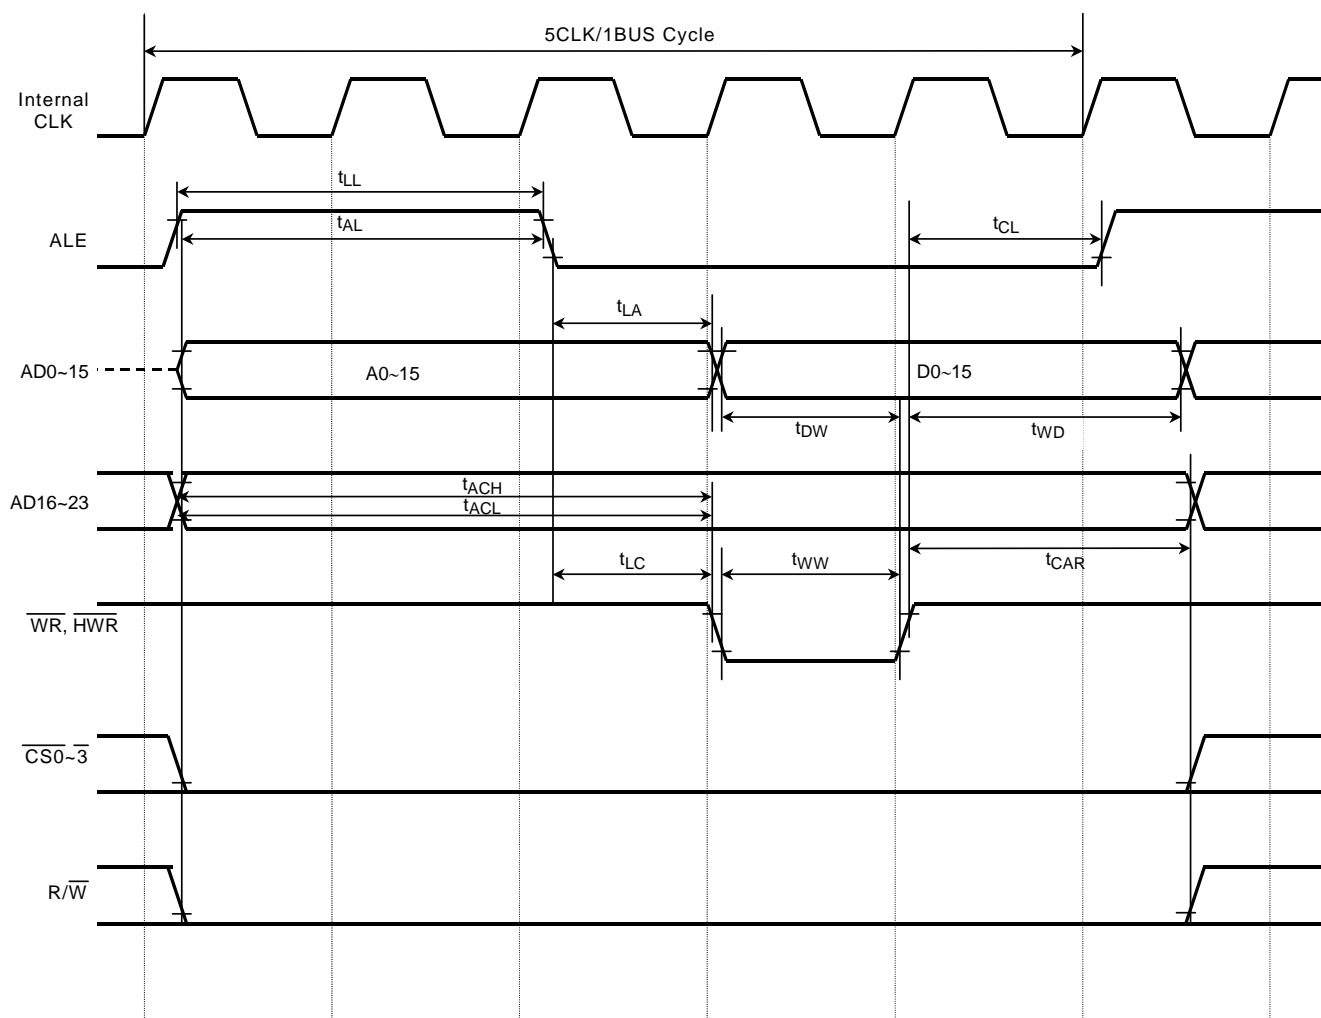 5CLK/1BUS Cycle
Internal
CLK
tLL
ALE
tAL
tCL
tLA
AD0~15
A0~15
D0~15
tDW
tWD
AD16~23
tACH
tACL
tLC
tWW
tCAR
WR, HWR
CS0~3
R/W